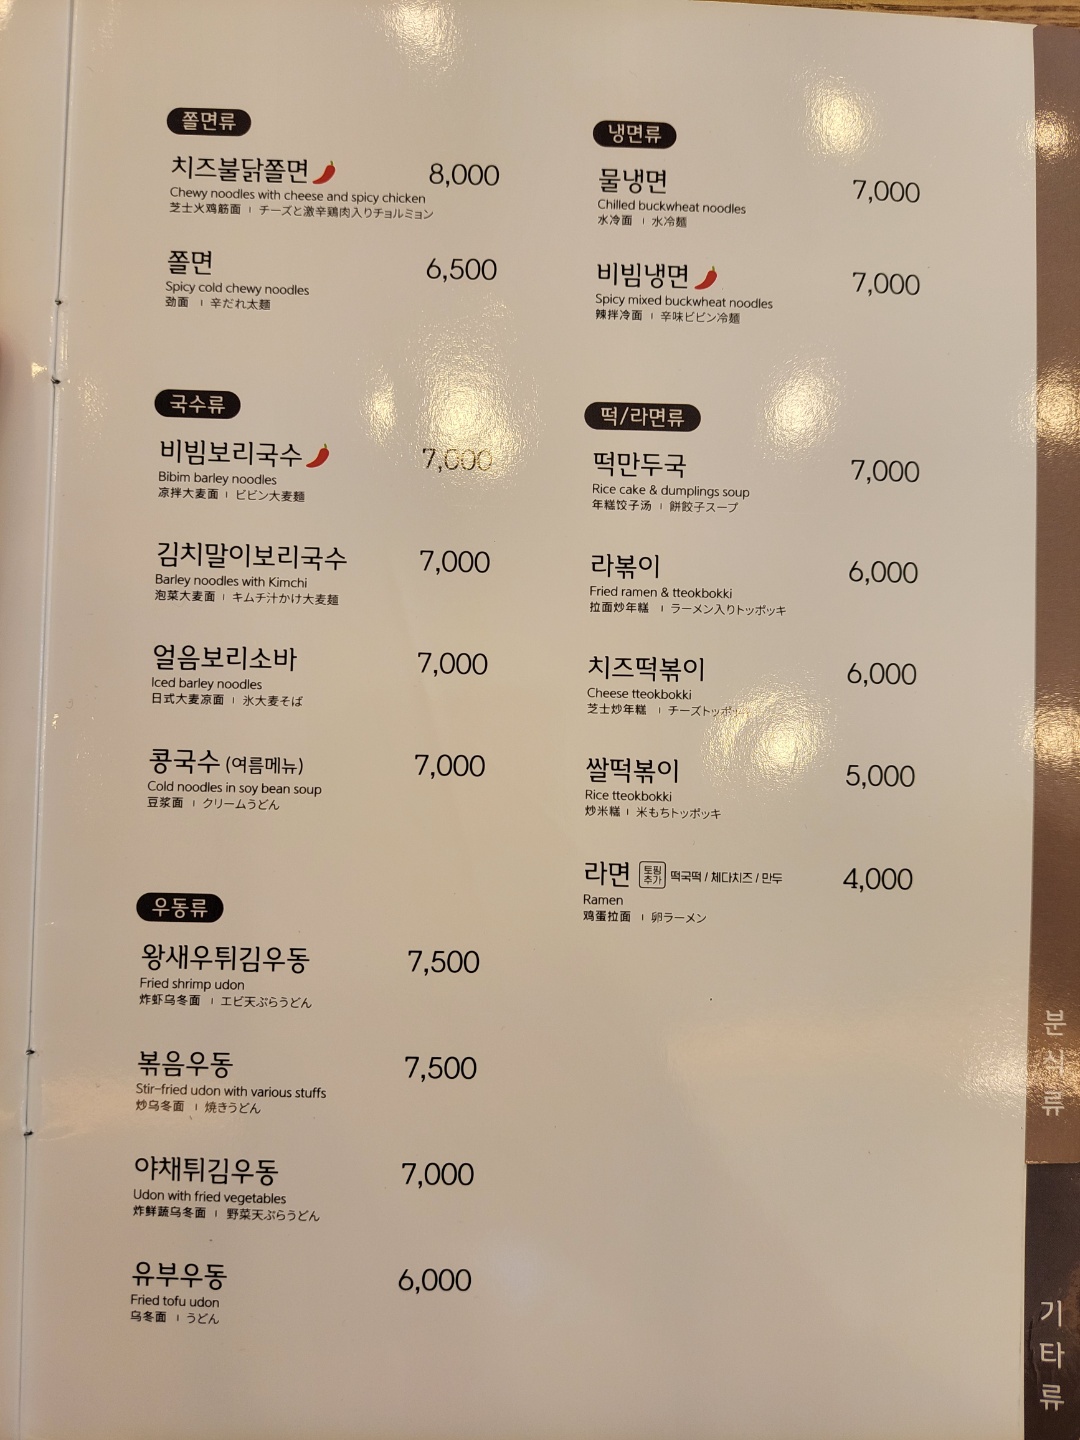 쫄면류
치즈불닭쫄면 8,000
Chewy noodles with cheese and spicy chicken
芝士火鸡筋面 | チーズと激辛鶏肉入りチョルミョン
쫄면 6,500
Spicy cold chewy noodles
劲面 | 辛だれ太麺
국수류
비빔보리국수 7,000
Bibim barley noodles
凉拌大麦面 | ビビン大麦麺
김치말이보리국수 7,000
Barley noodles with Kimchi
泡菜大麦面 | キムチ汁かけ大麦麺
얼음보리소바 7,000
Iced barley noodles
日式大麦凉面 | 氷大麦そば
콩국수 (여름메뉴) 7,000
Cold noodles in soy bean soup
豆浆面 | クリームうどん
우동류
왕새우튀김우동 7,500
Fried shrimp udon
炸虾乌冬面 | エビ天ぷらうどん
볶음우동 7,500
Stir-fried udon with various stuffs
炒乌冬面 | 焼きうどん
야채튀김우동 7,000
Udon with fried vegetables
炸鲜蔬乌冬面 | 野菜天ぷらうどん
유부우동 6,000
Fried tofu udon
乌冬面 | うどん
냉면류
물냉면 7,000
Chilled buckwheat noodles
水冷面 | 水冷麺
비빔냉면 7,000
Spicy mixed buckwheat noodles
辣拌冷面 | 辛味ビビン冷麺
떡/라면류
떡만두국 7,000
Rice cake & dumplings soup
年糕饺子汤 | 餅餃子スープ
라볶이 6,000
Fried ramen & tteokbokki
拉面炒年糕 | ラーメン入りトッポッキ
치즈떡볶이 6,000
Cheese tteokbokki
芝士炒年糕 | チーズトッポッキ
쌀떡볶이 5,000
Rice tteokbokki
炒米糕 | 米もちトッポッキ
라면 토핑추가 떡국떡 / 체다치즈 / 만두 4,000
Ramen
鸡蛋拉面 | 卵ラーメン
분식류
기타류